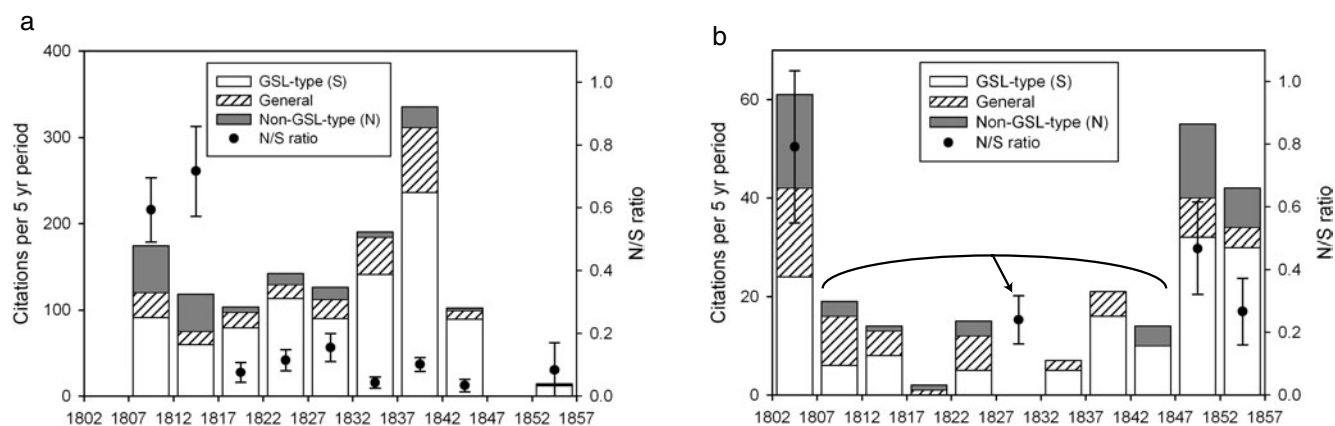 a
400
300
200
100
0
Citations per 5 yr period
GSL-type (S)
General
Non-GSL-type (N)
N/S ratio
1.0
0.8
0.6
0.4
0.2
0.0
N/S ratio
1802 1807 1812 1817 1822 1827 1832 1837 1842 1847 1852 1857
b
60
40
20
0
Citations per 5 yr period
GSL-type (S)
General
Non-GSL-type (N)
N/S ratio
1.0
0.8
0.6
0.4
0.2
0.0
N/S ratio
1802 1807 1812 1817 1822 1827 1832 1837 1842 1847 1852 1857